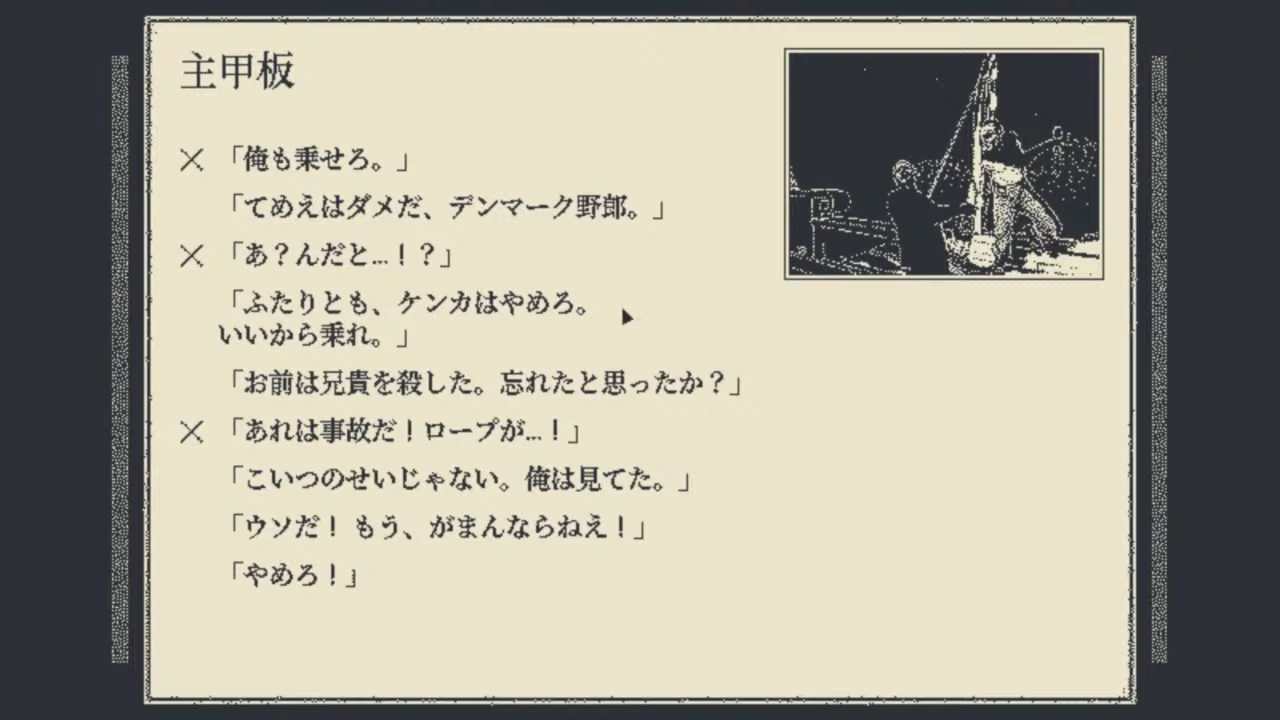 主甲板
╳ 「俺も乗せろ。」
「てめえはダメだ、デンマーク野郎。」
╳ 「あ？んだと…！？」
「ふたりとも、ケンカはやめろ。
いいから乗れ。」
「お前は兄貴を殺した。忘れたと思ったか？」
╳ 「あれは事故だ！ロープが…！」
「こいつのせいじゃない。俺は見てた。」
「ウソだ！ もう、がまんならねえ！」
「やめろ！」